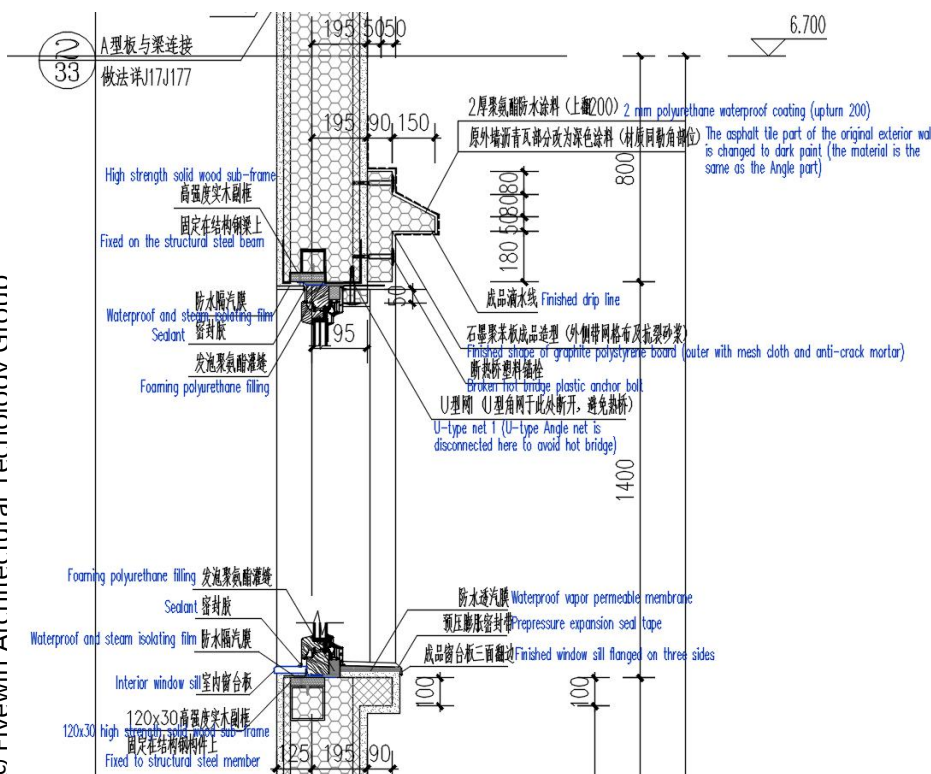 195 50 50
6.700
2
33
A型板与梁连接
做法详J17J177
2厚聚氨酯防水涂料（上翻200）
2 mm polyurethane waterproof coating (upturn 200)
原外墙沥青瓦部分改为深色涂料（材质同勒角部位）
The asphalt tile part of the original exterior wall
is changed to dark paint (the material is the
same as the Angle part)
195 90 150
800
High strength solid wood sub-frame
高强度实木副框
固定在结构钢梁上
Fixed on the structural steel beam
80
80
50
180
50
防水隔汽膜
Waterproof and steam isolating film
Sealant 密封胶
发泡聚氨酯灌缝
Foaming polyurethane filling
95
成品滴水线 Finished drip line
石墨聚苯板成品造型（外侧带网格布及抗裂砂浆）
Finished shape of graphite polystyrene board (outer with mesh cloth and anti-crack mortar)
断热桥塑料锚栓
Broken hot bridge plastic anchor bolt
U型网1（U型角网于此处断开，避免热桥）
U-type net 1 (U-type Angle net is
disconnected here to avoid hot bridge)
1400
Foaming polyurethane filling 发泡聚氨酯灌缝
Sealant 密封胶
Waterproof and steam isolating film 防水隔汽膜
Interior window sill 室内窗台板
120x30高强度实木副框
120x30 high strength solid wood sub-frame
固定在结构钢构件上
Fixed to structural steel member
防水透汽膜 Waterproof vapor permeable membrane
预压膨胀密封带 Prepressure expansion seal tape
成品窗台板三面翻边 Finished window sill flanged on three sides
100
100
125 195 90
c) Fivewin Architectural Technology Group